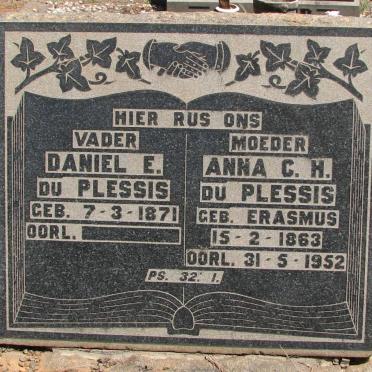 HIER RUS ONS
VADER
DANIEL E.
DU PLESSIS
GEB. 7-3-1871
OORL.
MOEDER
ANNA C. H.
DU PLESSIS
GEB. ERASMUS
15-2-1863
OORL. 31-5-1952
PS. 32: 1.